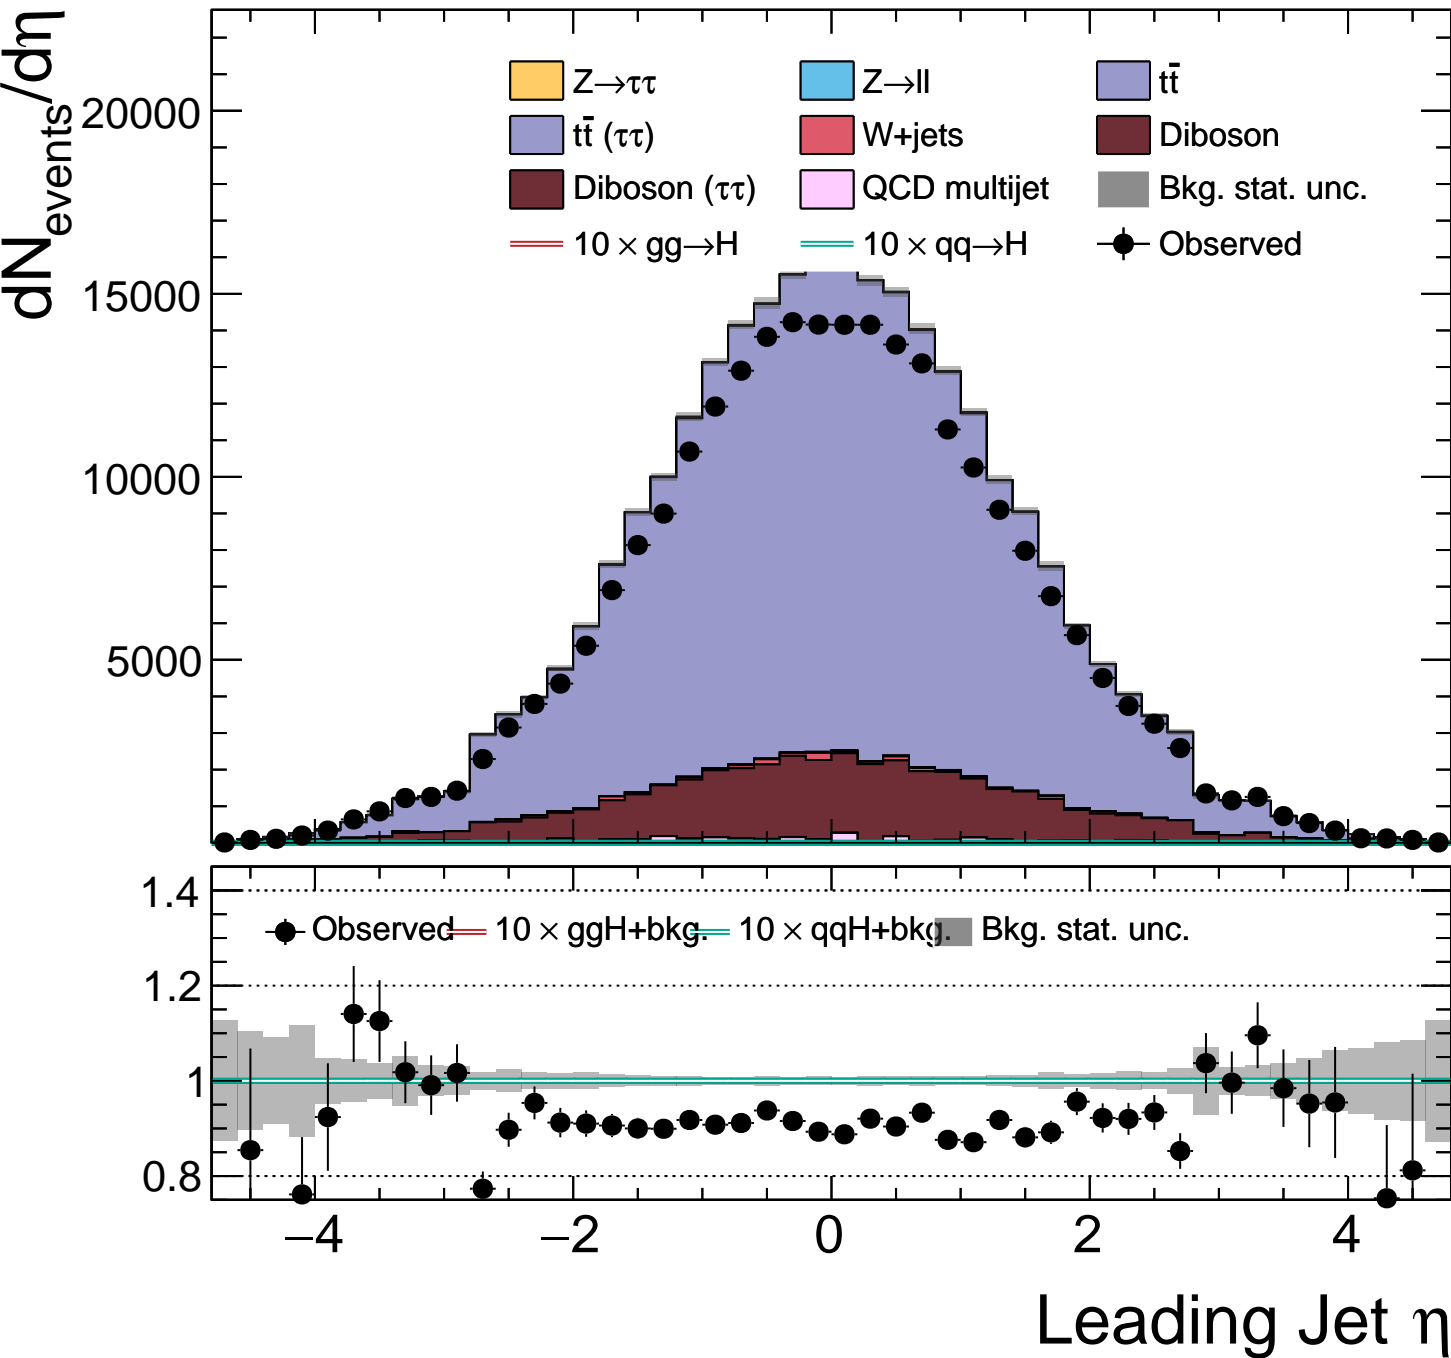 dN_events/dη
20000
15000
10000
5000
Z→ττ Z→ll tt̄
tt̄ (ττ) W+jets Diboson
Diboson (ττ) QCD multijet Bkg. stat. unc.
10 × gg→H 10 × qq→H Observed
1.4
1.2
1
0.8
Observed 10 × ggH+bkg. 10 × qqH+bkg. Bkg. stat. unc.
−4 −2 0 2 4
Leading Jet η